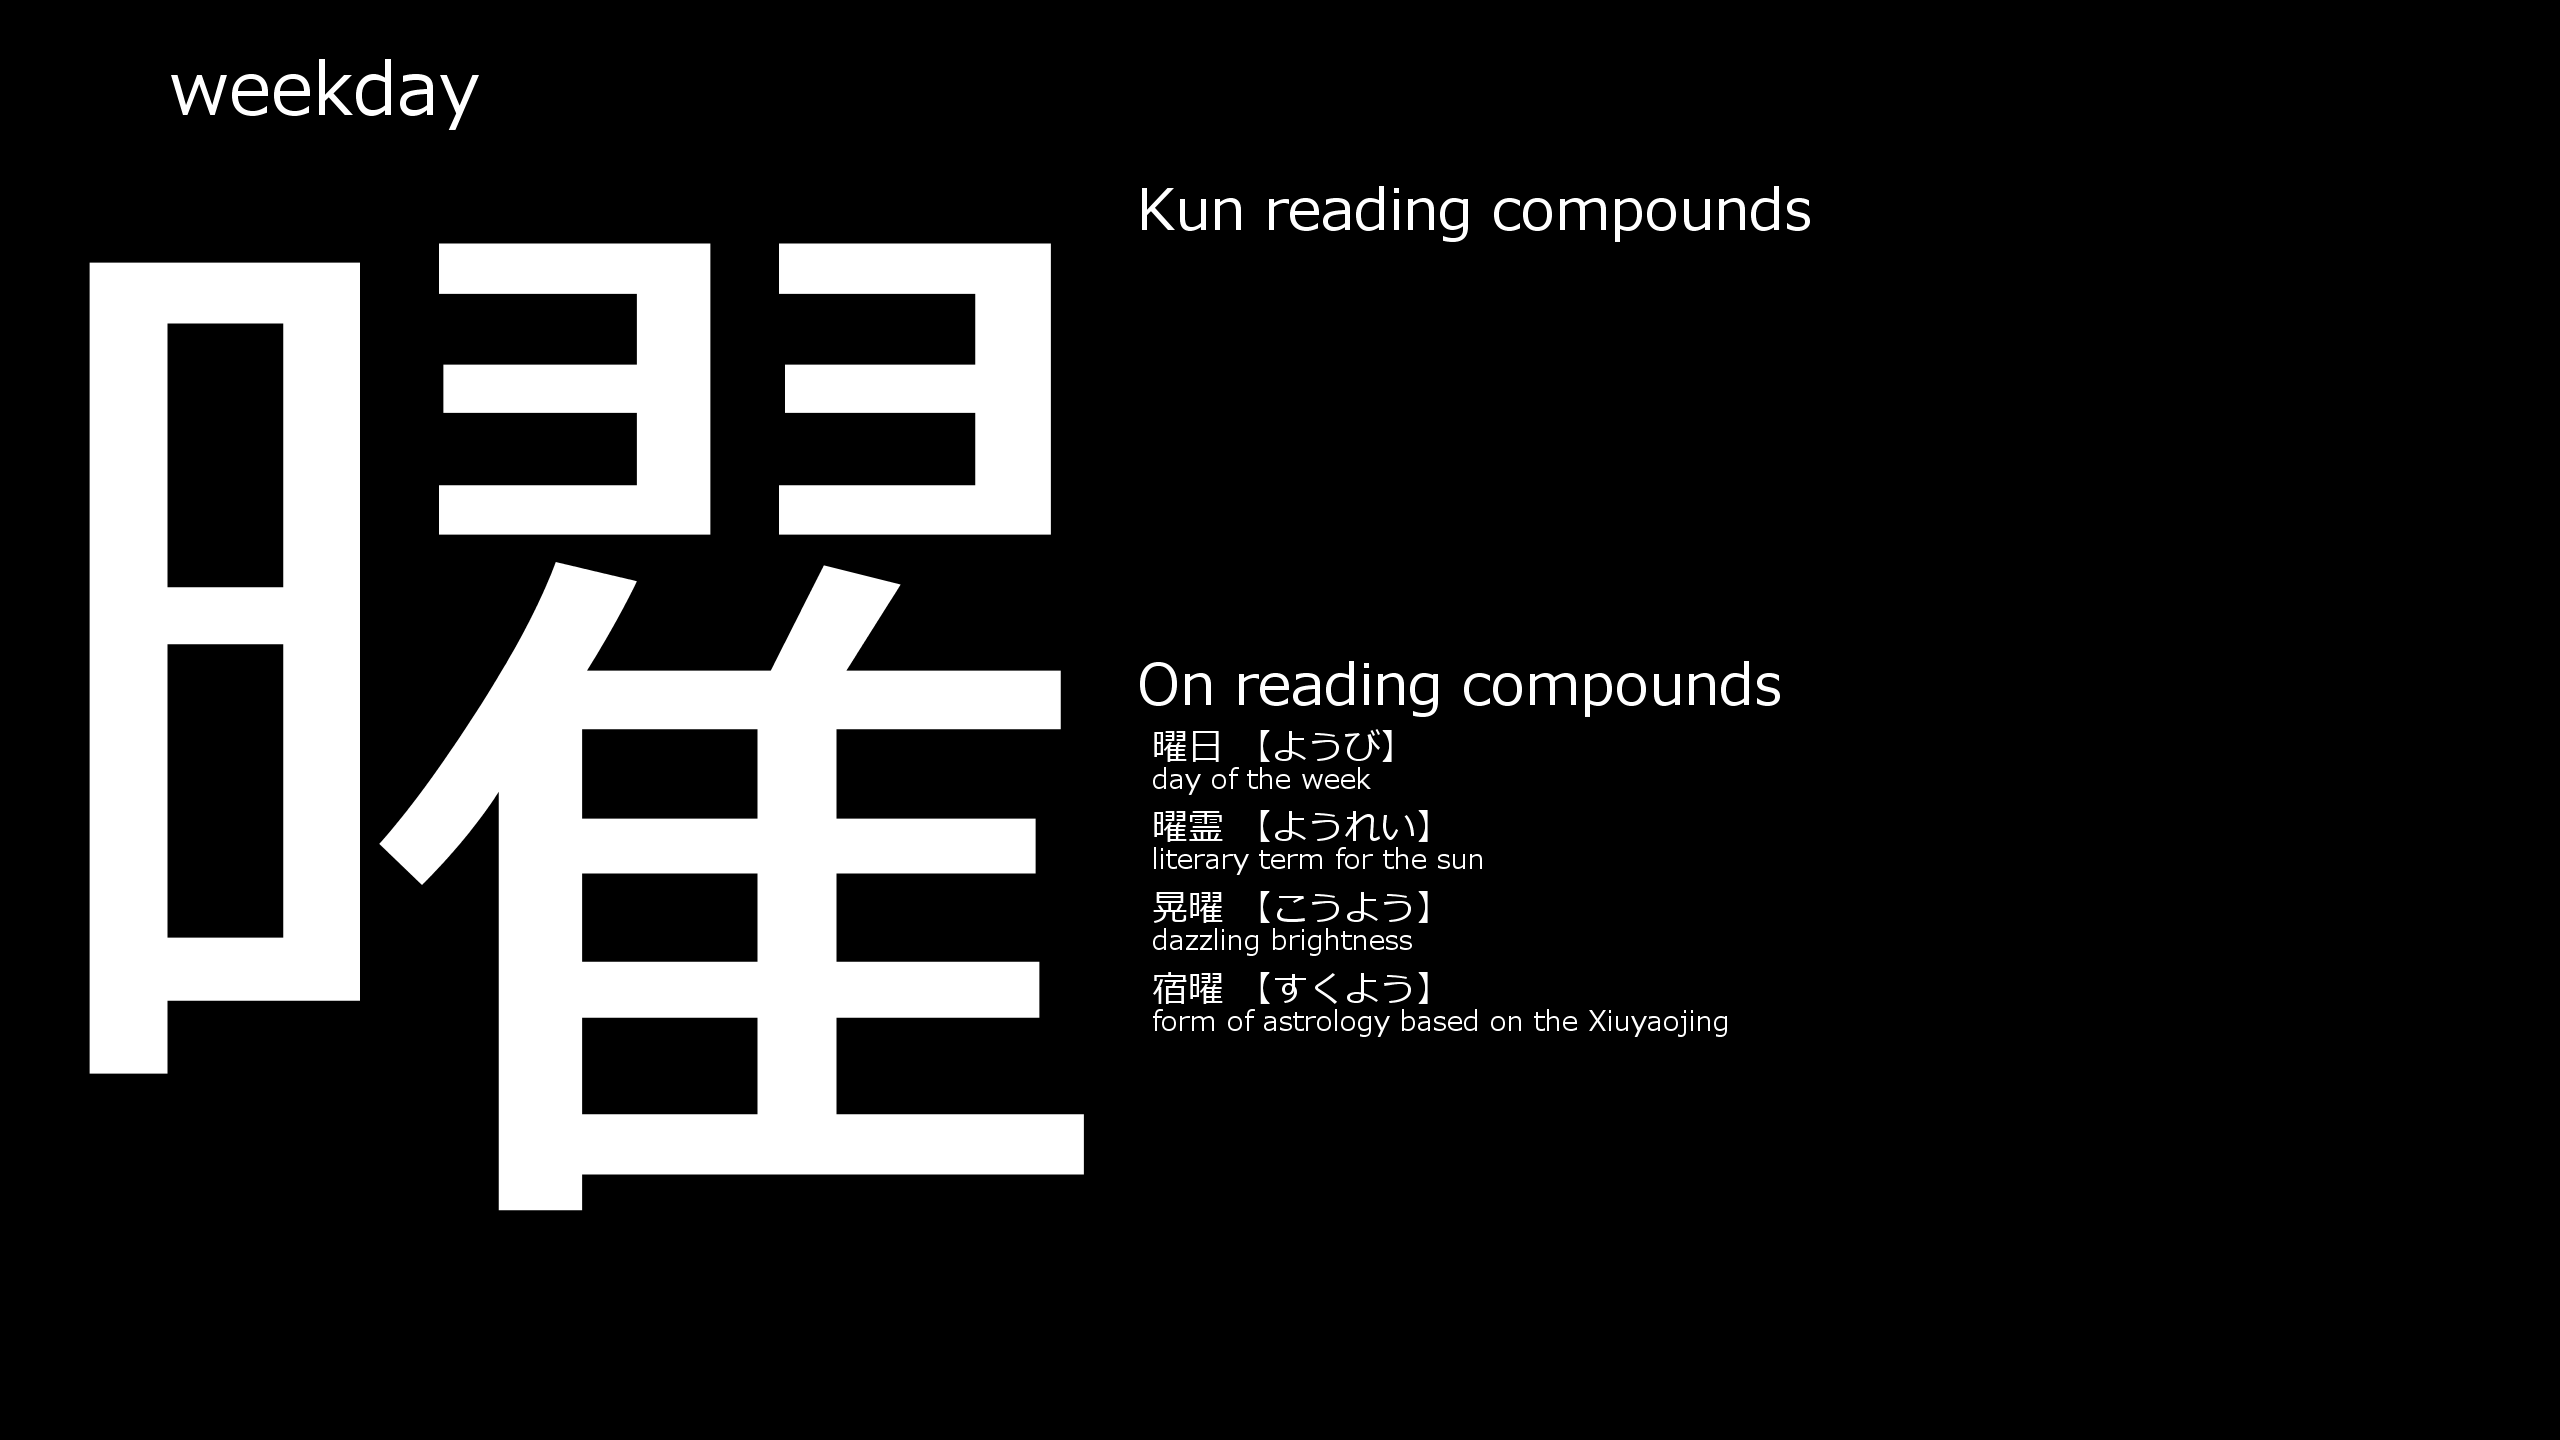 weekday
曜
Kun reading compounds
On reading compounds
曜日 【ようび】
day of the week
曜霊 【ようれい】
literary term for the sun
晃曜 【こうよう】
dazzling brightness
宿曜 【すくよう】
form of astrology based on the Xiuyaojing